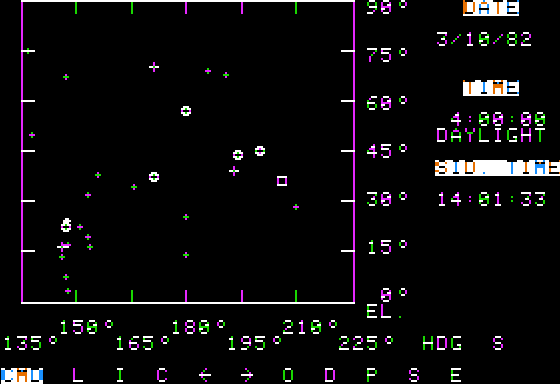 90°
DATE
75°
3/10/82
TIME
60°
4:00:00
DAYLIGHT
45°
SID. TIME
30°
14:01:33
15°
0°
EL.
150° 180° 210°
135° 165° 195° 225° HDG S
CMD L I C ← → O D P S E